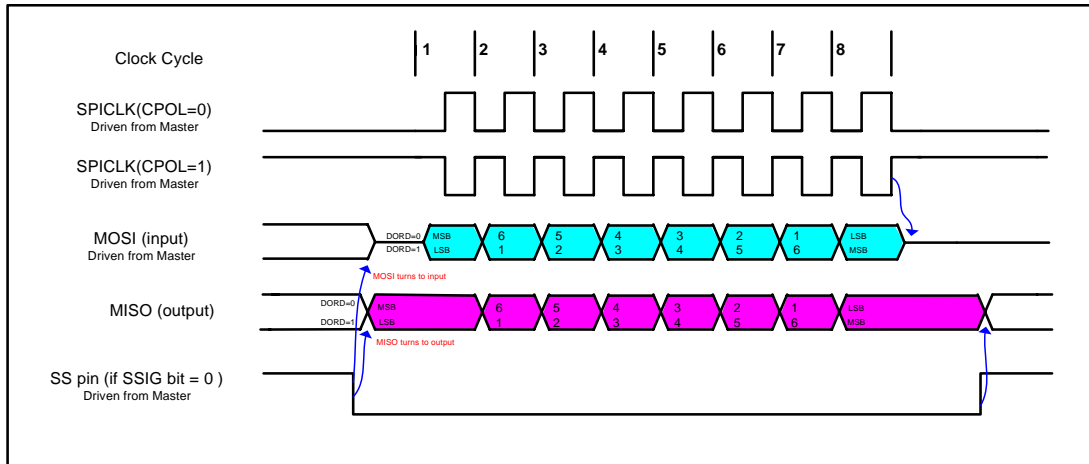 Clock Cycle
1 2 3 4 5 6 7 8
SPICLK(CPOL=0)
Driven from Master
SPICLK(CPOL=1)
Driven from Master
MOSI (input)
Driven from Master
DORD=0 MSB 6 5 4 3 2 1 LSB
DORD=1 LSB 1 2 3 4 5 6 MSB
MOSI turns to input
MISO (output)
DORD=0 MSB 6 5 4 3 2 1 LSB
DORD=1 LSB 1 2 3 4 5 6 MSB
MISO turns to output
SS pin (if SSIG bit = 0 )
Driven from Master